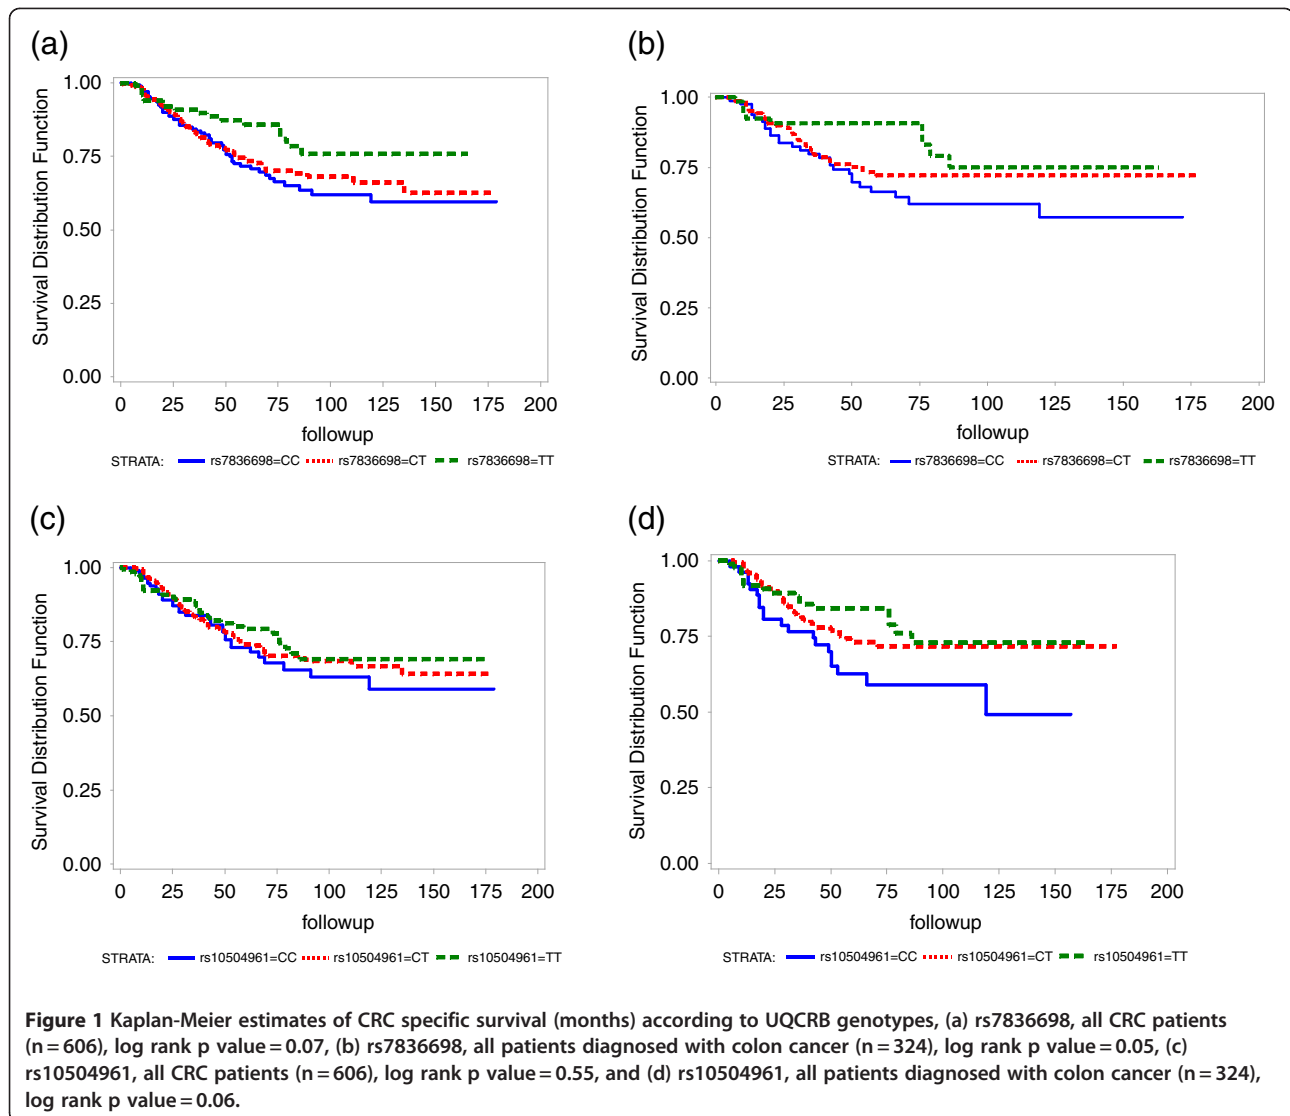 (a)
Survival Distribution Function
1.00
0.75
0.50
0.25
0.00
0 25 50 75 100 125 150 175 200
followup
STRATA: rs7836698=CC rs7836698=CT rs7836698=TT
(b)
Survival Distribution Function
1.00
0.75
0.50
0.25
0.00
0 25 50 75 100 125 150 175 200
followup
STRATA: rs7836698=CC rs7836698=CT rs7836698=TT
(c)
Survival Distribution Function
1.00
0.75
0.50
0.25
0.00
0 25 50 75 100 125 150 175 200
followup
STRATA: rs10504961=CC rs10504961=CT rs10504961=TT
(d)
Survival Distribution Function
1.00
0.75
0.50
0.25
0.00
0 25 50 75 100 125 150 175 200
followup
STRATA: rs10504961=CC rs10504961=CT rs10504961=TT
Figure 1 Kaplan-Meier estimates of CRC specific survival (months) according to UQCRB genotypes, (a) rs7836698, all CRC patients
(n = 606), log rank p value = 0.07, (b) rs7836698, all patients diagnosed with colon cancer (n = 324), log rank p value = 0.05, (c)
rs10504961, all CRC patients (n = 606), log rank p value = 0.55, and (d) rs10504961, all patients diagnosed with colon cancer (n = 324),
log rank p value = 0.06.